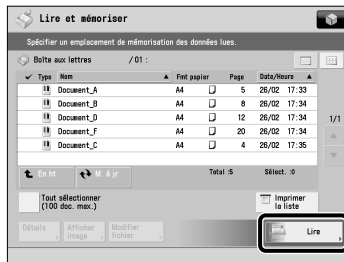 Lire et mémoriser
Spécifier un emplacement de mémorisation des données lues.
Boîte aux lettres / 01 :
Type Nom Fmt papier Page Date/Heure
Document_A A4 5 26/02 17:33
Document_B A4 8 26/02 17:34
Document_D A4 12 26/02 17:34
Document_F A4 20 26/02 17:34
Document_C A4 4 26/02 17:35
1/1
En ht M. à jr Total :5 Sélect. :0
Tout sélectionner
(100 doc. max.)
Imprimer
la liste
Détails
Afficher
image
Modifier
fichier
Lire